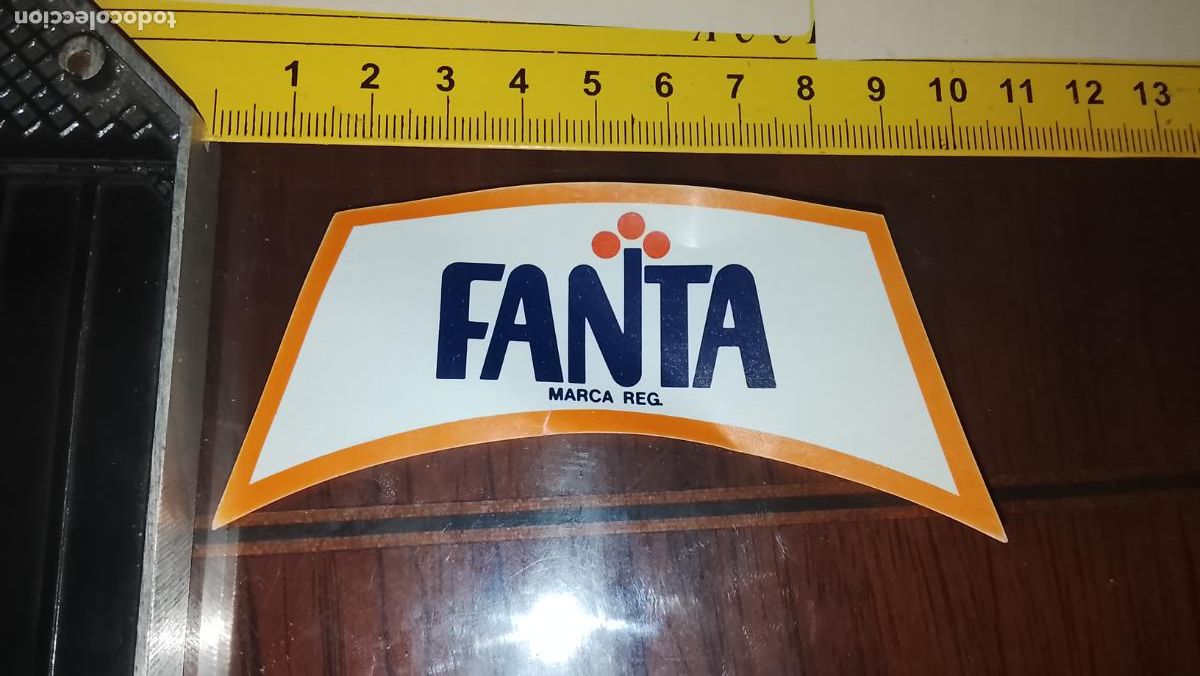 todocoleccion
1 2 3 4 5 6 7 8 9 10 11 12 13
FANTA
MARCA REG.